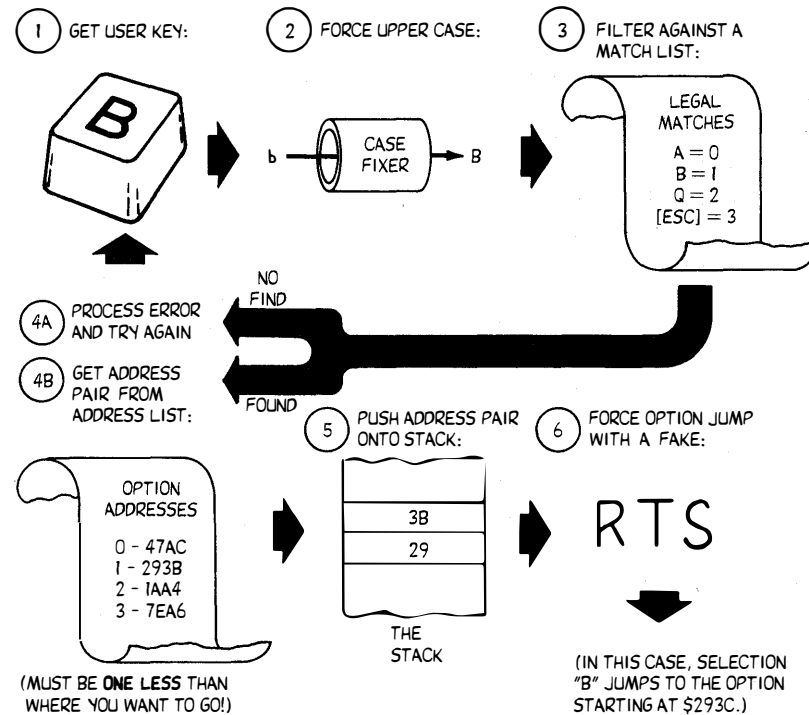 1 GET USER KEY:
B
2 FORCE UPPER CASE:
b CASE FIXER B
3 FILTER AGAINST A
MATCH LIST:
LEGAL
MATCHES
A = 0
B = 1
Q = 2
[ESC] = 3
NO
FIND
4A PROCESS ERROR
AND TRY AGAIN
4B GET ADDRESS
PAIR FROM
ADDRESS LIST:
FOUND
OPTION
ADDRESSES
0 - 47AC
1 - 293B
2 - 1AA4
3 - 7EA6
(MUST BE ONE LESS THAN
WHERE YOU WANT TO GO!)
5 PUSH ADDRESS PAIR
ONTO STACK:
3B
29
THE
STACK
6 FORCE OPTION JUMP
WITH A FAKE:
RTS
(IN THIS CASE, SELECTION
"B" JUMPS TO THE OPTION
STARTING AT $293C.)